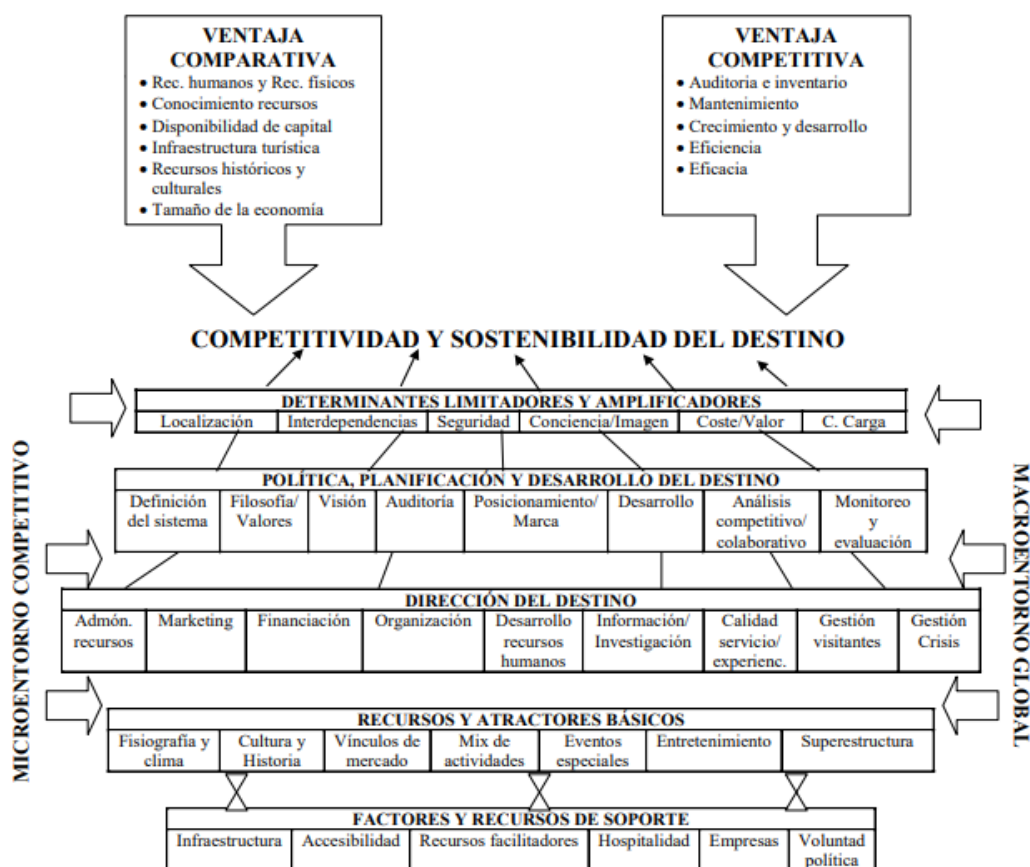 VENTAJA
COMPARATIVA
• Rec. humanos y Rec. físicos
• Conocimiento recursos
• Disponibilidad de capital
• Infraestructura turística
• Recursos históricos y
culturales
• Tamaño de la economía
VENTAJA
COMPETITIVA
• Auditoria e inventario
• Mantenimiento
• Crecimiento y desarrollo
• Eficiencia
• Eficacia
COMPETITIVIDAD Y SOSTENIBILIDAD DEL DESTINO
MICROENTORNO COMPETITIVO
MACROENTORNO GLOBAL
DETERMINANTES LIMITADORES Y AMPLIFICADORES
Localización Interdependencias Seguridad Conciencia/Imagen Coste/Valor C. Carga
POLÍTICA, PLANIFICACIÓN Y DESARROLLO DEL DESTINO
Definición Filosofía/ Visión Auditoría Posicionamiento/ Desarrollo Análisis Monitoreo
del sistema Valores Marca competitivo/ y
colaborativo evaluación
DIRECCIÓN DEL DESTINO
Admón. Marketing Financiación Organización Desarrollo Información/ Calidad Gestión Gestión
recursos recursos Investigación servicio/ visitantes Crisis
humanos experienc.
RECURSOS Y ATRACTORES BÁSICOS
Fisiografía y Cultura y Vínculos de Mix de Eventos Entretenimiento Superestructura
clima Historia mercado actividades especiales
FACTORES Y RECURSOS DE SOPORTE
Infraestructura Accesibilidad Recursos facilitadores Hospitalidad Empresas Voluntad
política